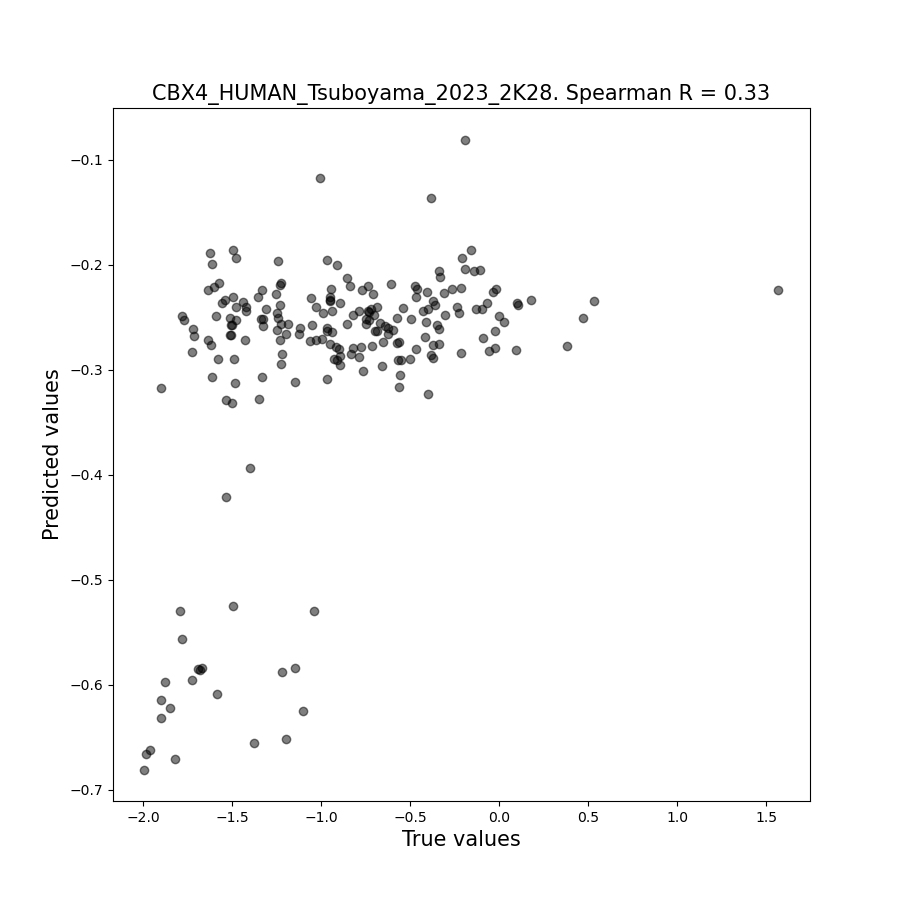 CBX4_HUMAN_Tsuboyama_2023_2K28. Spearman R = 0.33
−0.1
−0.2
−0.3
−0.4
−0.5
−0.6
−0.7
Predicted values
−2.0 −1.5 −1.0 −0.5 0.0 0.5 1.0 1.5
True values